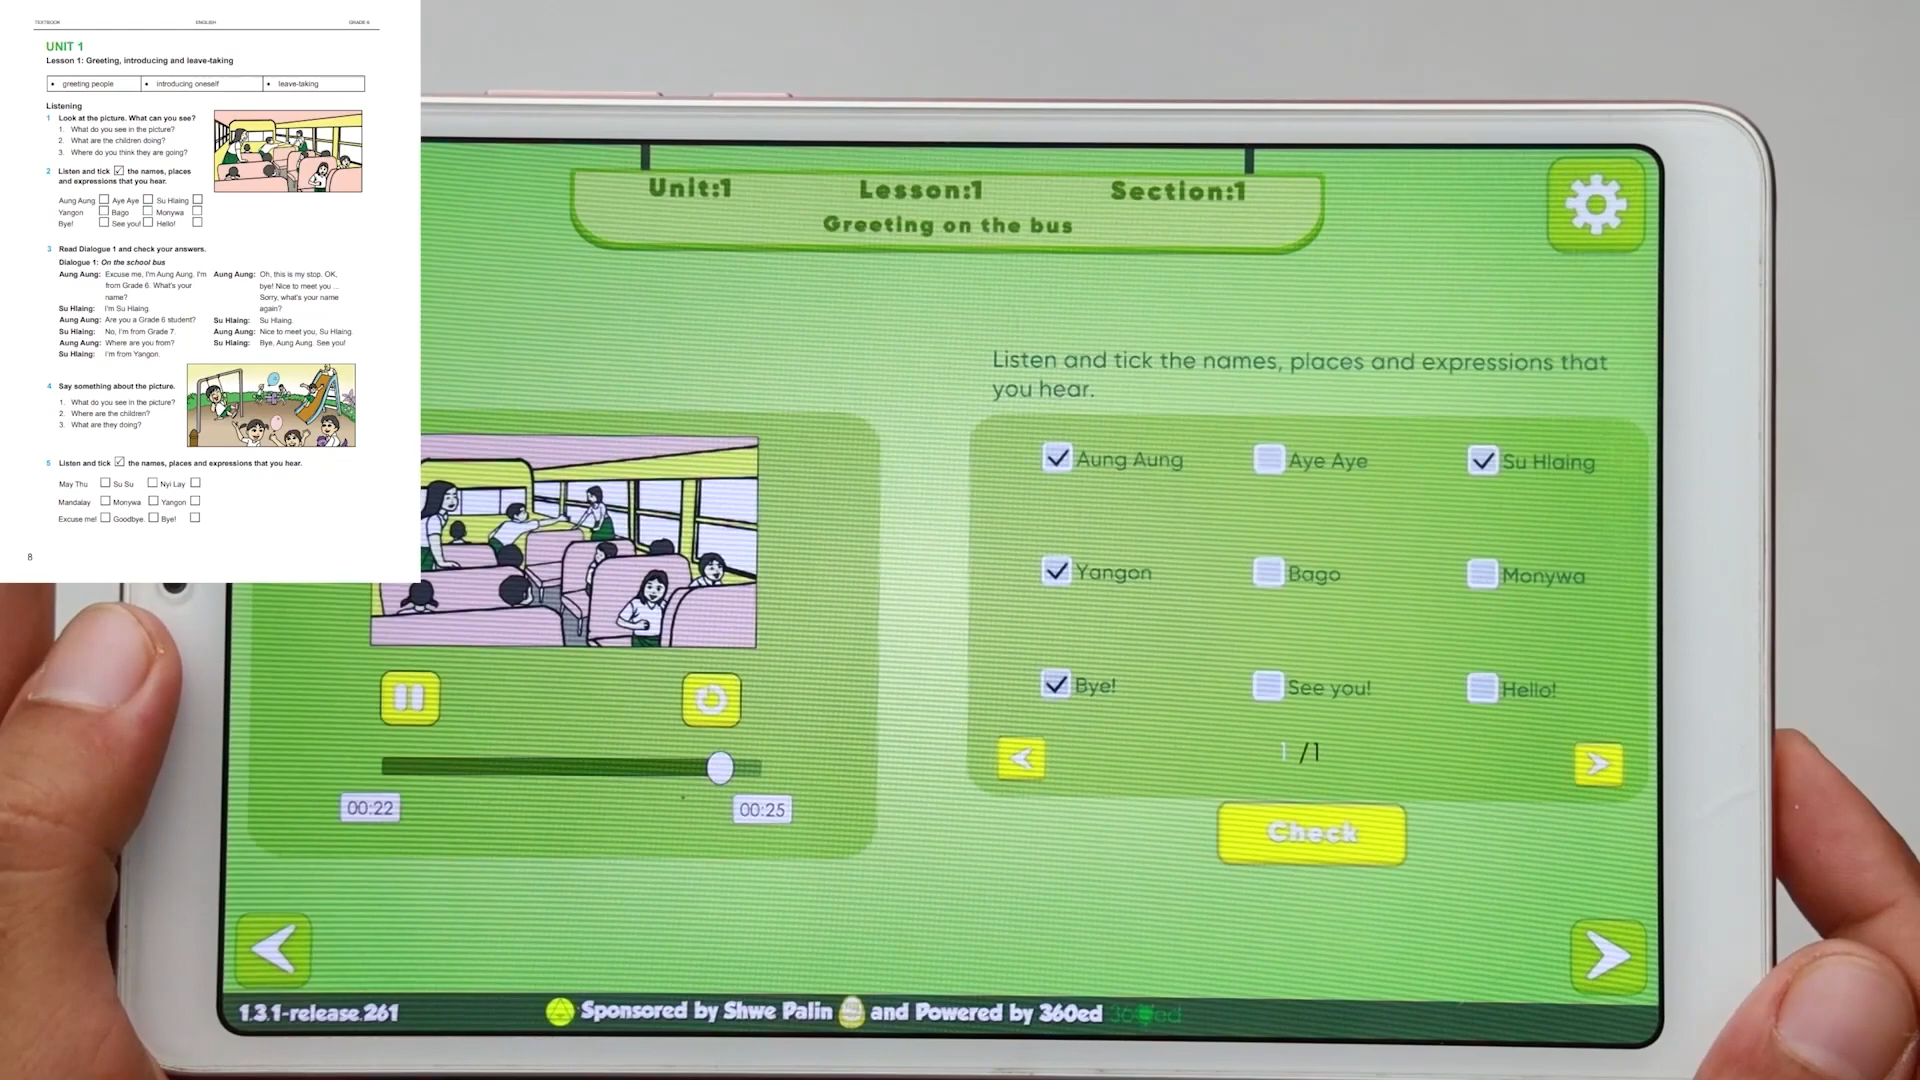 TEXTBOOK ENGLISH GRADE 6
UNIT 1
Lesson 1: Greeting, introducing and leave-taking
• greeting people • introducing oneself • leave-taking
Listening
1 Look at the picture. What can you see?
1. What do you see in the picture?
2. What are the children doing?
3. Where do you think they are going?
2 Listen and tick ✓ the names, places
and expressions that you hear.
Aung Aung Aye Aye Su Hlaing
Yangon Bago Monywa
Bye! See you! Hello!
3 Read Dialogue 1 and check your answers.
Dialogue 1: On the school bus
Aung Aung: Excuse me, I'm Aung Aung. I'm
from Grade 6. What's your
name?
Su Hlaing: I'm Su Hlaing.
Aung Aung: Are you a Grade 6 student?
Su Hlaing: No, I'm from Grade 7.
Aung Aung: Where are you from?
Su Hlaing: I'm from Yangon.
Aung Aung: Oh, this is my stop. OK,
bye! Nice to meet you ...
Sorry, what's your name
again?
Su Hlaing: Su Hlaing
Aung Aung: Nice to meet you, Su Hlaing.
Su Hlaing: Bye, Aung Aung. See you!
4 Say something about the picture.
1. What do you see in the picture?
2. Where are the children?
3. What are they doing?
5 Listen and tick ✓ the names, places and expressions that you hear.
May Thu Su Su Nyi Lay
Mandalay Monywa Yangon
Excuse me! Goodbye. Bye!
8
Unit:1 Lesson:1 Section:1
Greeting on the bus
Listen and tick the names, places and expressions that
you hear.
Aung Aung Aye Aye Su Hlaing
Yangon Bago Monywa
Bye! See you! Hello!
1 /1
00:22 00:25
Check
1.3.1-release.261 Sponsored by Shwe Palin and Powered by 360ed 360ed